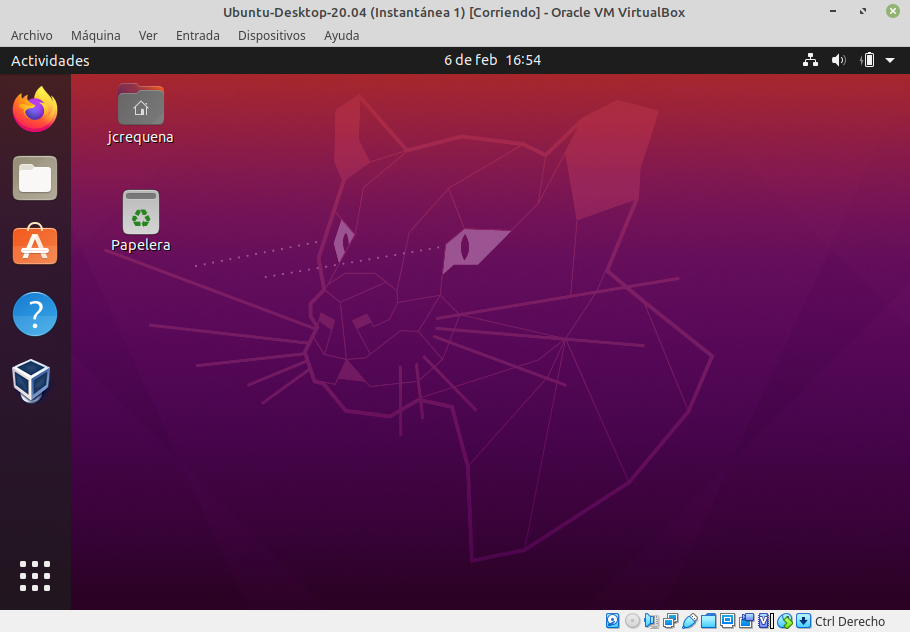 Ubuntu-Desktop-20.04 (Instantánea 1) [Corriendo] - Oracle VM VirtualBox
Archivo Máquina Ver Entrada Dispositivos Ayuda
Actividades 6 de feb 16:54
jcrequena
Papelera
Ctrl Derecho